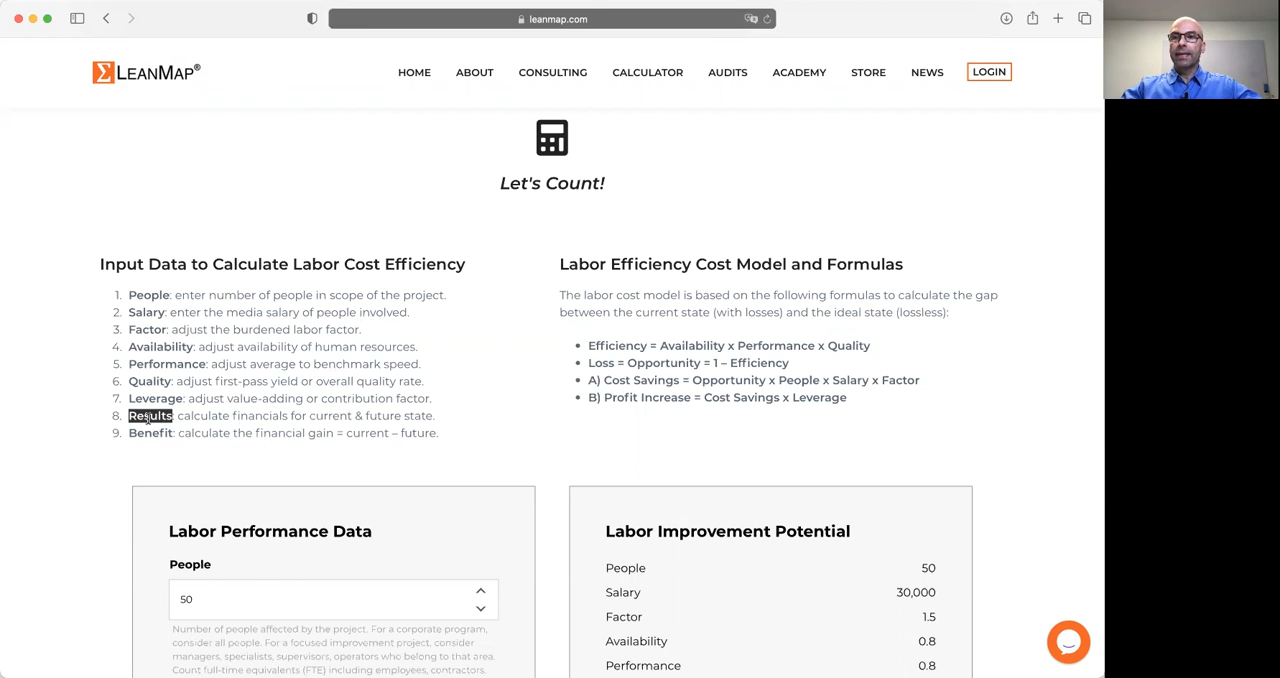 leanmap.com
LEANMAP®
HOME ABOUT CONSULTING CALCULATOR AUDITS ACADEMY STORE NEWS LOGIN
Let's Count!
Input Data to Calculate Labor Cost Efficiency
1. People: enter number of people in scope of the project.
2. Salary: enter the media salary of people involved.
3. Factor: adjust the burdened labor factor.
4. Availability: adjust availability of human resources.
5. Performance: adjust average to benchmark speed.
6. Quality: adjust first-pass yield or overall quality rate.
7. Leverage: adjust value-adding or contribution factor.
8. Results: calculate financials for current & future state.
9. Benefit: calculate the financial gain = current – future.
Labor Efficiency Cost Model and Formulas
The labor cost model is based on the following formulas to calculate the gap
between the current state (with losses) and the ideal state (lossless):
• Efficiency = Availability x Performance x Quality
• Loss = Opportunity = 1 – Efficiency
• A) Cost Savings = Opportunity x People x Salary x Factor
• B) Profit Increase = Cost Savings x Leverage
Labor Performance Data
People
50
Number of people affected by the project. For a corporate program,
consider all people. For a focused improvement project, consider
managers, specialists, supervisors, operators who belong to that area.
Count full-time equivalents (FTE) including employees, contractors.
Labor Improvement Potential
People 50
Salary 30,000
Factor 1.5
Availability 0.8
Performance 0.8